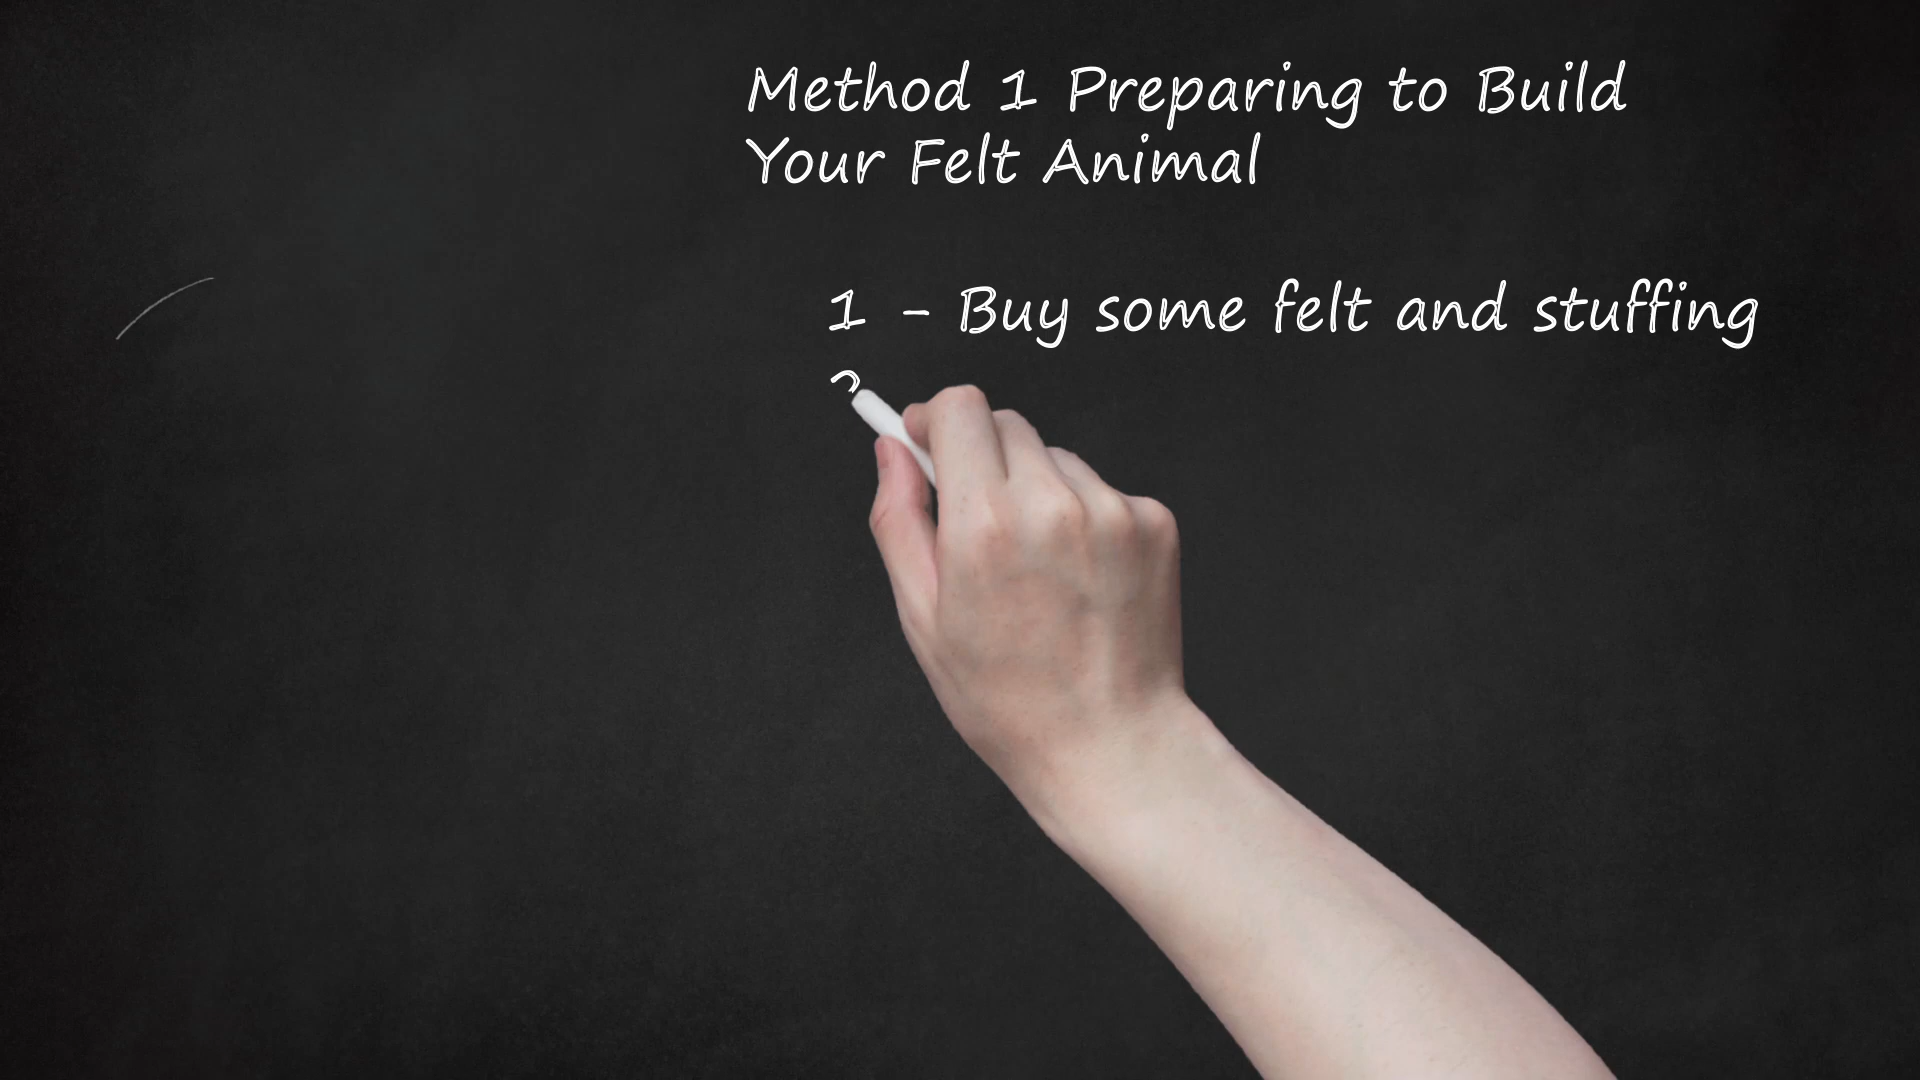 Method 1 Preparing to Build
Your Felt Animal
1 - Buy some felt and stuffing